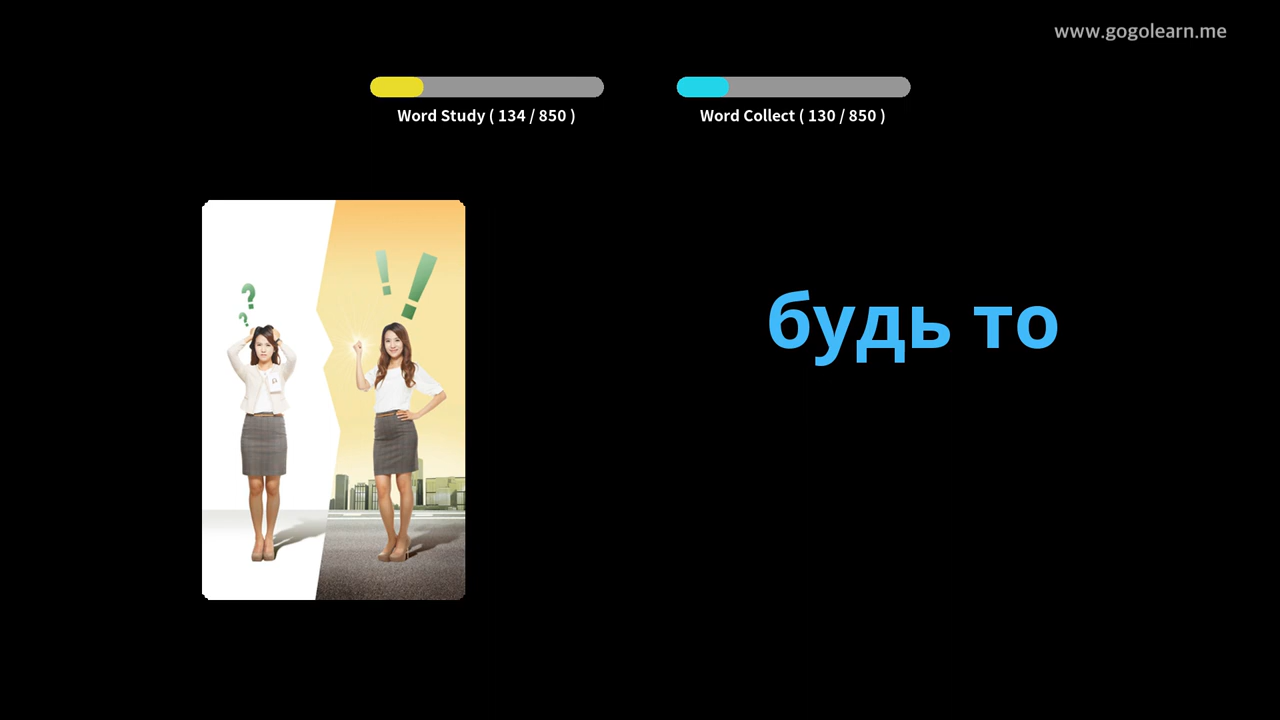 www.gogolearn.me
Word Study ( 134 / 850 )
Word Collect ( 130 / 850 )
? ? ! !
будь то